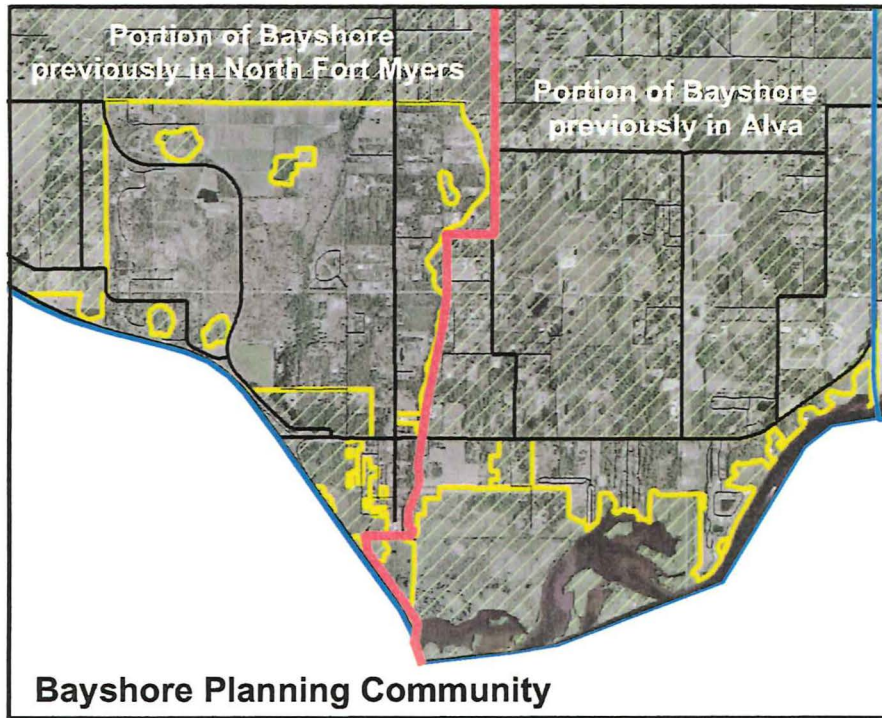 Portion of Bayshore
previously in North Fort Myers
Portion of Bayshore
previously in Alva
Bayshore Planning Community